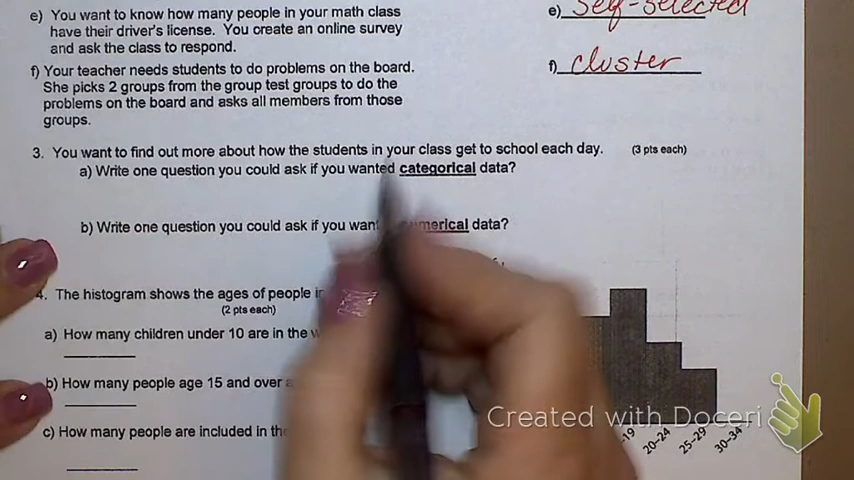 e) You want to know how many people in your math class
have their driver's license. You create an online survey
and ask the class to respond.
e) Self-selected
f) Your teacher needs students to do problems on the board.
She picks 2 groups from the group test groups to do the
problems on the board and asks all members from those
groups.
f) cluster
3. You want to find out more about how the students in your class get to school each day. (3 pts each)
a) Write one question you could ask if you wanted categorical data?
b) Write one question you could ask if you want data?
4. The histogram shows the ages of people
(2 pts each)
a) How many children under 10 are in the
b) How many people age 15 and over
c) How many people are included in
20-24
25-29
30-34
Created with Doceri